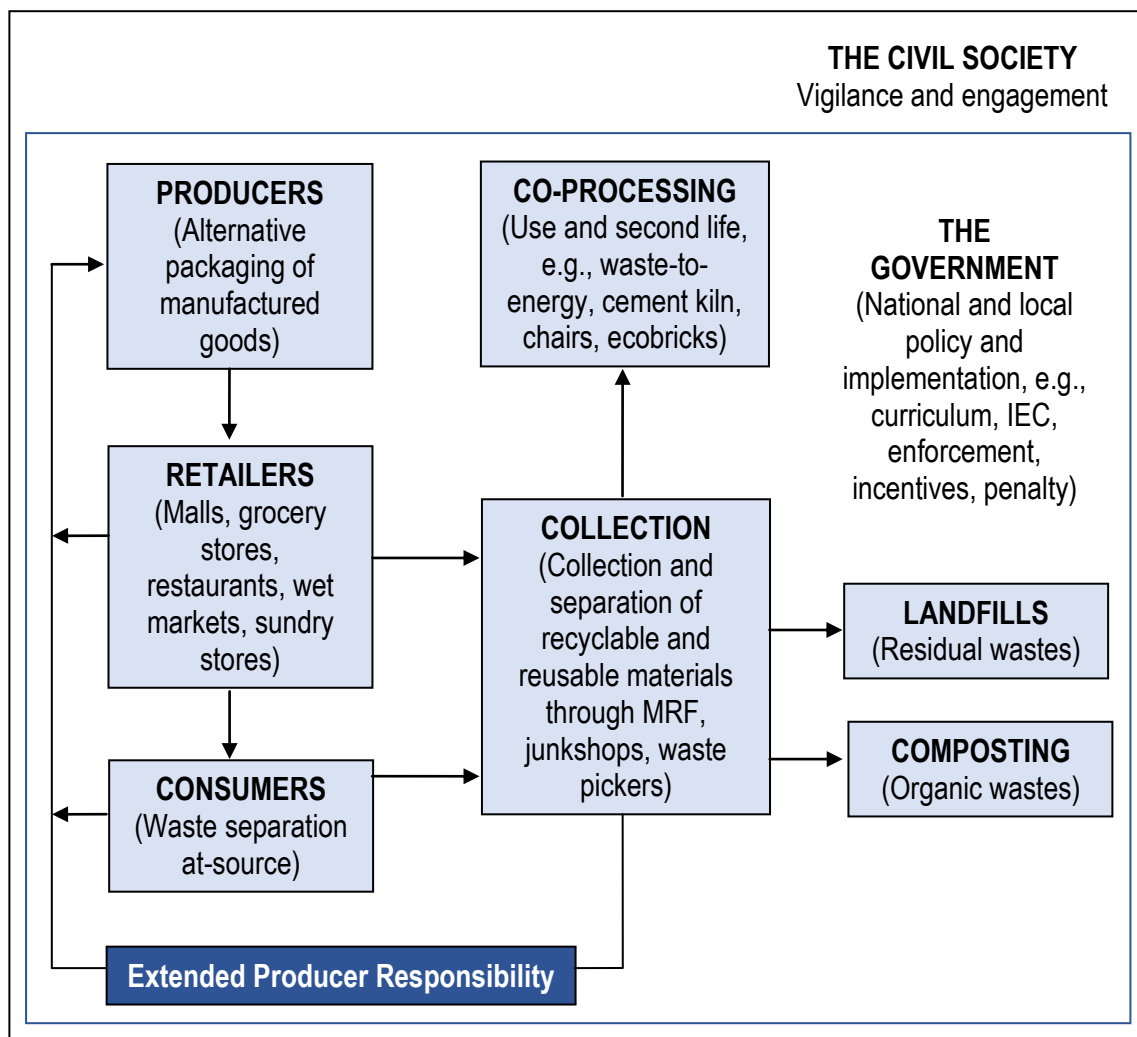 THE CIVIL SOCIETY
Vigilance and engagement
PRODUCERS
(Alternative
packaging of
manufactured
goods)
CO-PROCESSING
(Use and second life,
e.g., waste-to-
energy, cement kiln,
chairs, ecobricks)
THE
GOVERNMENT
(National and local
policy and
implementation, e.g.,
curriculum, IEC,
enforcement,
incentives, penalty)
RETAILERS
(Malls, grocery
stores,
restaurants, wet
markets, sundry
stores)
COLLECTION
(Collection and
separation of
recyclable and
reusable materials
through MRF,
junkshops, waste
pickers)
LANDFILLS
(Residual wastes)
COMPOSTING
(Organic wastes)
CONSUMERS
(Waste separation
at-source)
Extended Producer Responsibility